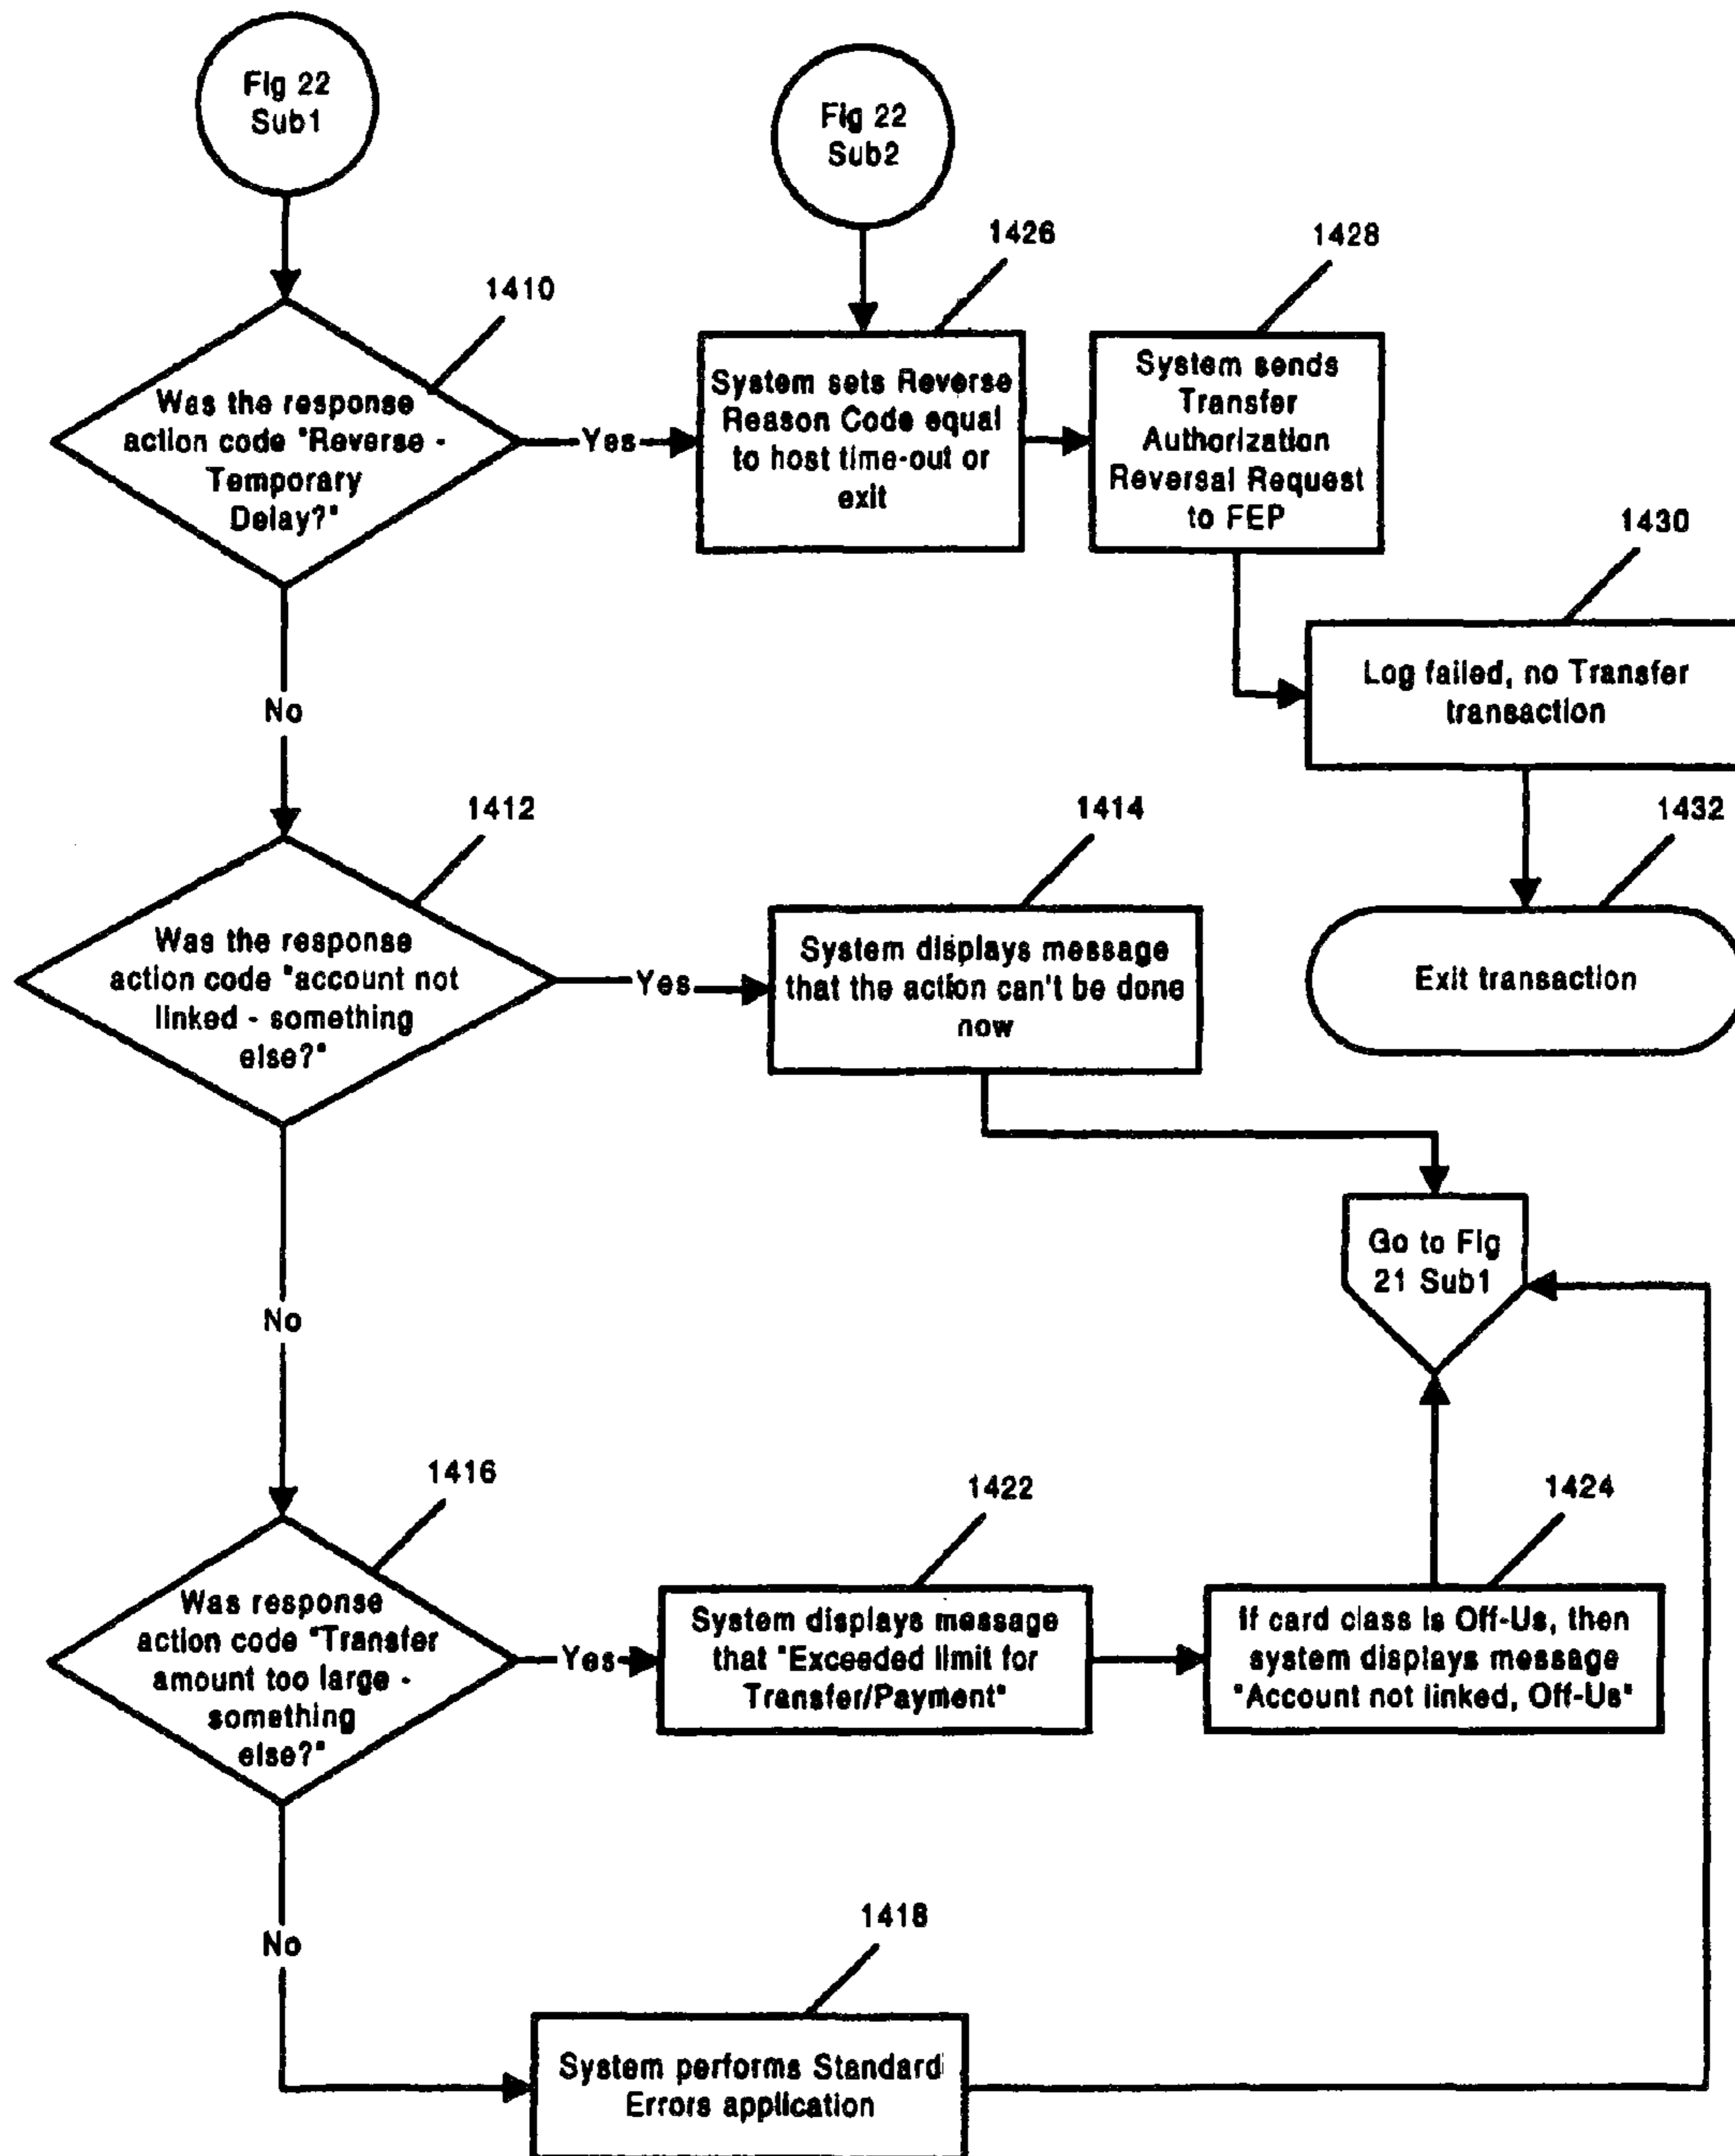 Fig 22
Sub1
Fig 22
Sub2
1410
1426
1428
Was the response
action code "Reverse -
Temporary
Delay?"
Yes
System sets Reverse
Reason Code equal
to host time-out or
exit
System sends
Transfer
Authorization
Reversal Request
to FEP
1430
Log failed, no Transfer
transaction
No
1412
1414
1432
Was the response
action code "account not
linked - something
else?"
Yes
System displays message
that the action can't be done
now
Exit transaction
Go to Fig
21 Sub1
No
1416
1422
1424
Was response
action code "Transfer
amount too large -
something
else?"
Yes
System displays message
that "Exceeded limit for
Transfer/Payment"
If card class is Off-Us, then
system displays message
"Account not linked, Off-Us"
No
1418
System performs Standard
Errors application